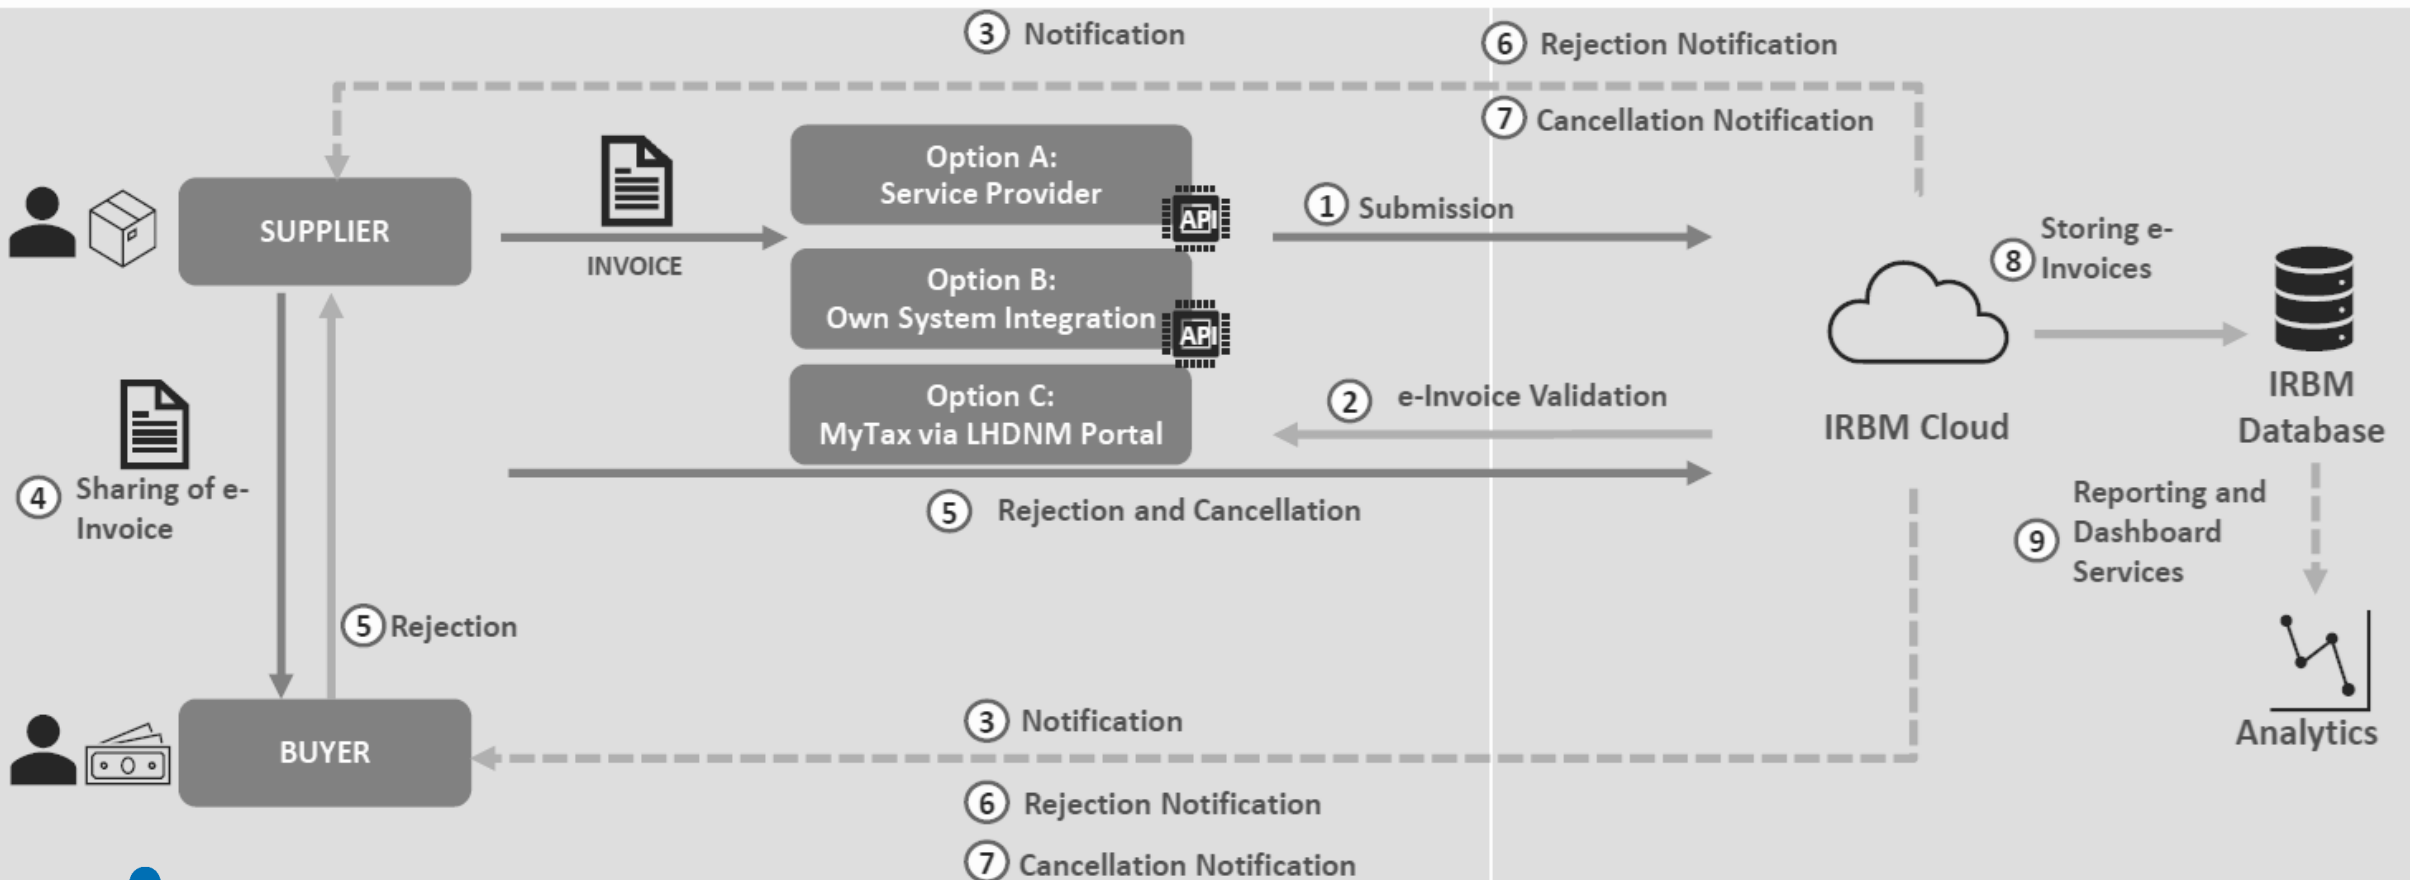 3 Notification
6 Rejection Notification
7 Cancellation Notification
SUPPLIER
INVOICE
Option A:
Service Provider
API
Option B:
Own System Integration
API
Option C:
MyTax via LHDNM Portal
1 Submission
2 e-Invoice Validation
IRBM Cloud
8 Storing e-
Invoices
IRBM
Database
4 Sharing of e-
Invoice
5 Rejection and Cancellation
9 Reporting and
Dashboard
Services
5 Rejection
BUYER
3 Notification
6 Rejection Notification
7 Cancellation Notification
Analytics